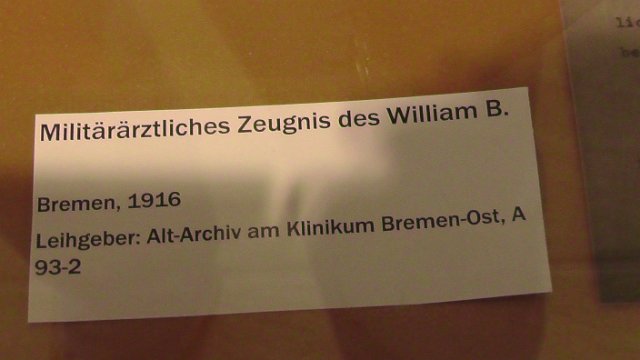 Militärärztliches Zeugnis des William B.
Bremen, 1916
Leihgeber: Alt-Archiv am Klinikum Bremen-Ost, A
93-2